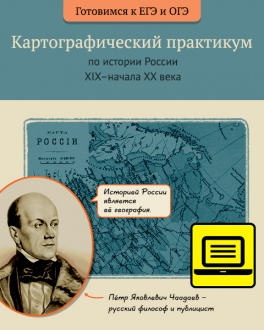 Готовимся к ЕГЭ и ОГЭ
Картографический практикум
по истории России
XIX–начала XX века
КАРТА
РОССІИ
Историей России
является
её география.
Пётр Яковлевич Чаадаев –
русский философ и публицист